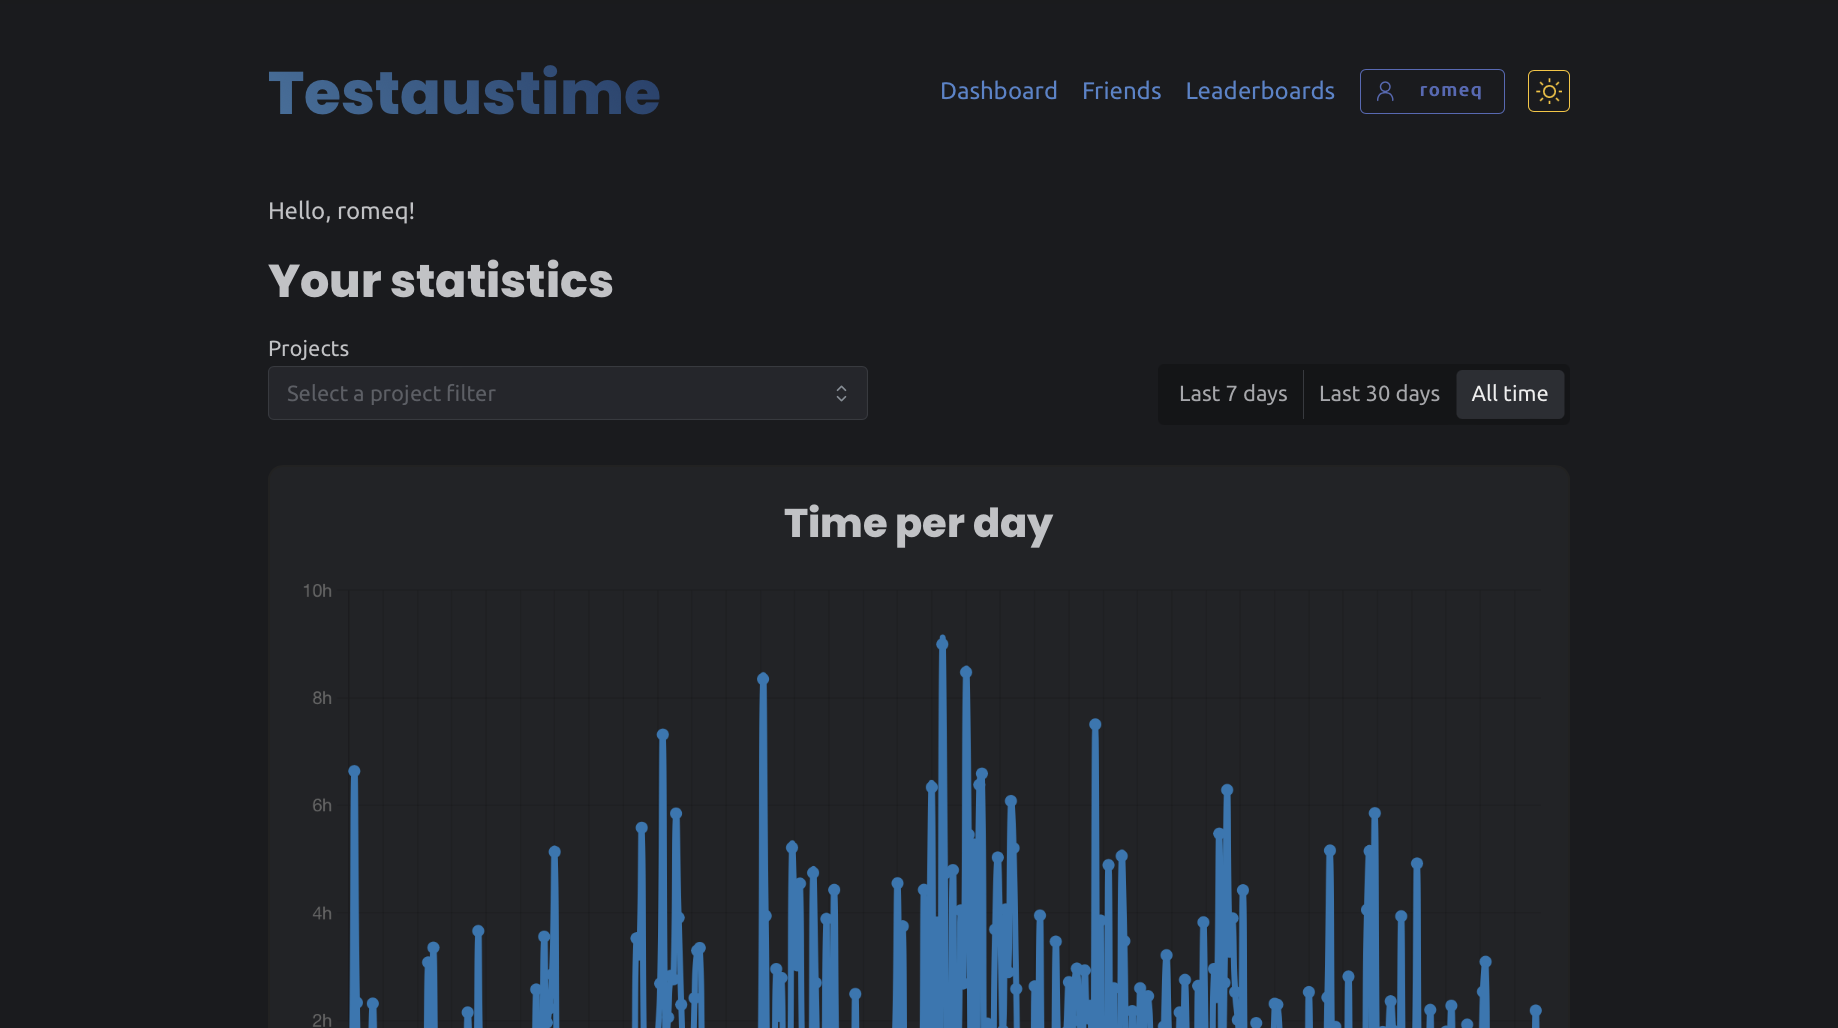 Testaustime
Dashboard Friends Leaderboards romeq
Hello, romeq!
Your statistics
Projects
Select a project filter
Last 7 days Last 30 days All time
Time per day
10h
8h
6h
4h
2h